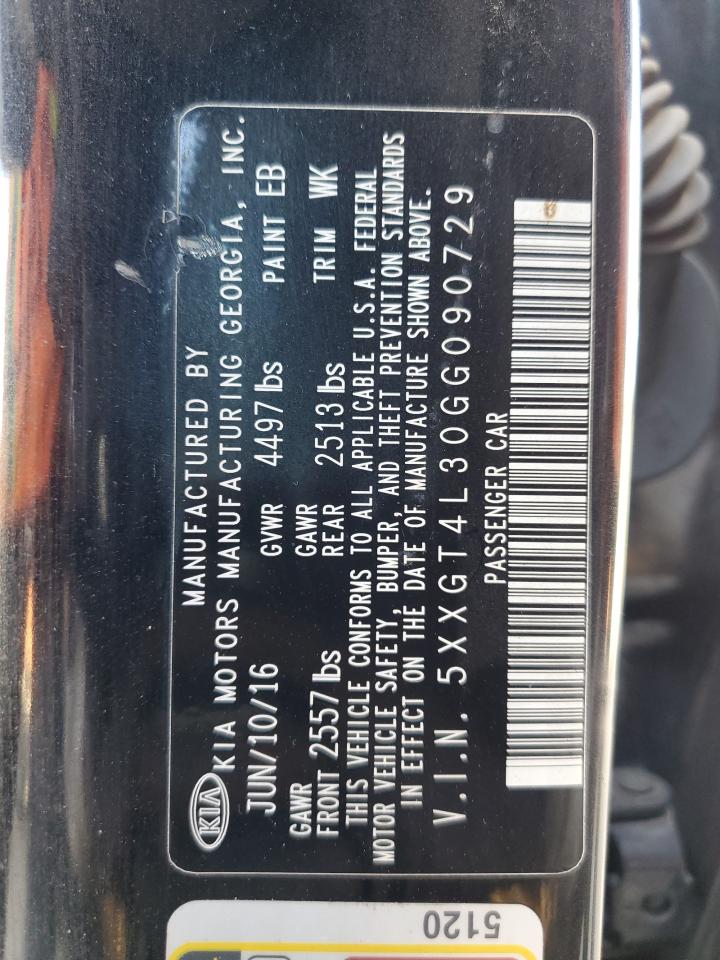 MANUFACTURED BY
KIA KIA MOTORS MANUFACTURING GEORGIA, INC.
JUN/10/16 GVWR 4497 lbs PAINT EB
GAWR GAWR
FRONT 2557 lbs REAR 2513 lbs TRIM WK
THIS VEHICLE CONFORMS TO ALL APPLICABLE U.S.A. FEDERAL
MOTOR VEHICLE SAFETY, BUMPER, AND THEFT PREVENTION STANDARDS
IN EFFECT ON THE DATE OF MANUFACTURE SHOWN ABOVE.
V.I.N. 5XXGT4L30GG090729
PASSENGER CAR
5120